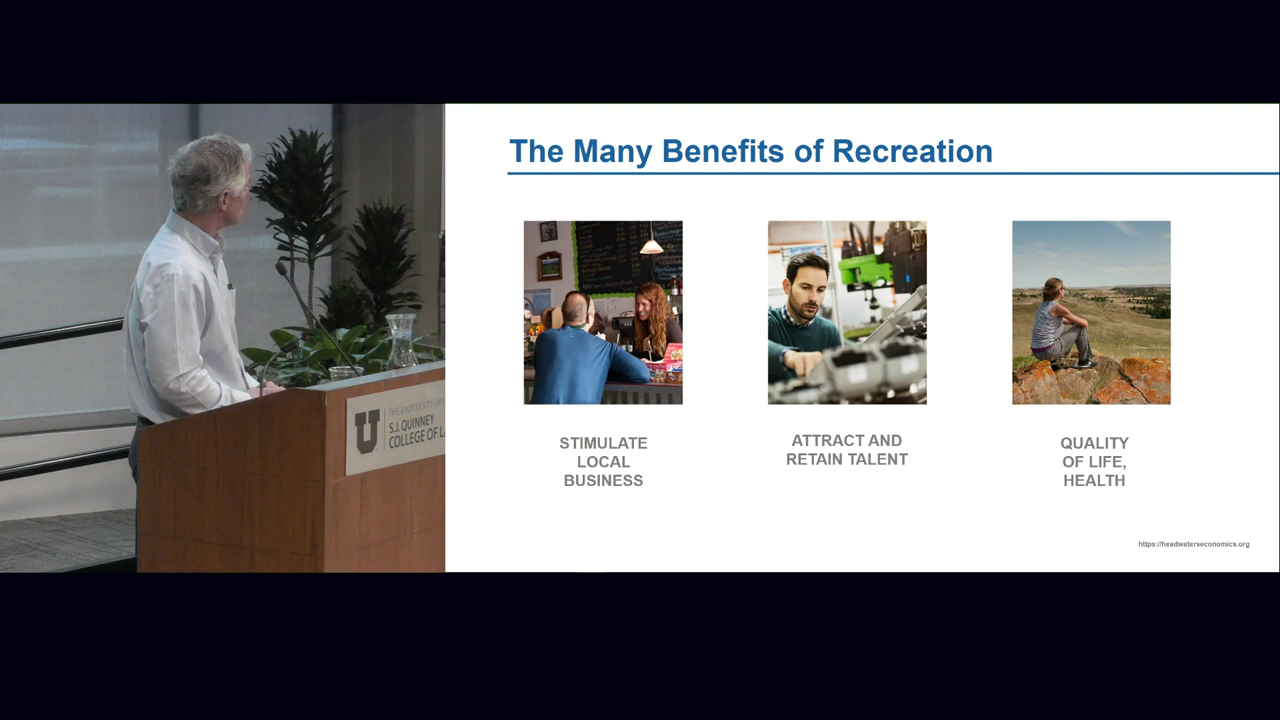 The Many Benefits of Recreation
STIMULATE
LOCAL
BUSINESS
ATTRACT AND
RETAIN TALENT
QUALITY
OF LIFE,
HEALTH
https://headwaterseconomics.org
U
THE UNIVERSITY OF
S.J. QUINNEY
COLLEGE OF